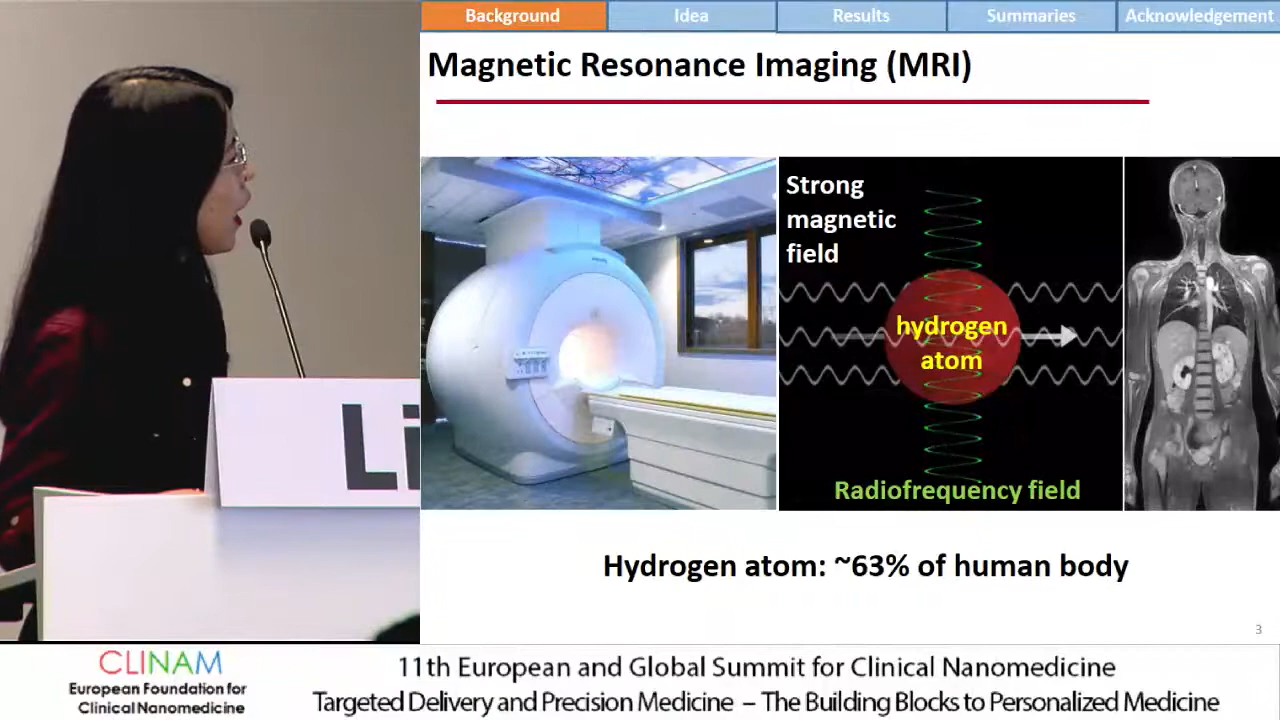 Background
Idea
Results
Summaries
Acknowledgement
Magnetic Resonance Imaging (MRI)
Strong
magnetic
field
hydrogen
atom
Radiofrequency field
Hydrogen atom: ~63% of human body
3
Li
CLINAM
European Foundation for
Clinical Nanomedicine
11th European and Global Summit for Clinical Nanomedicine
Targeted Delivery and Precision Medicine – The Building Blocks to Personalized Medicine